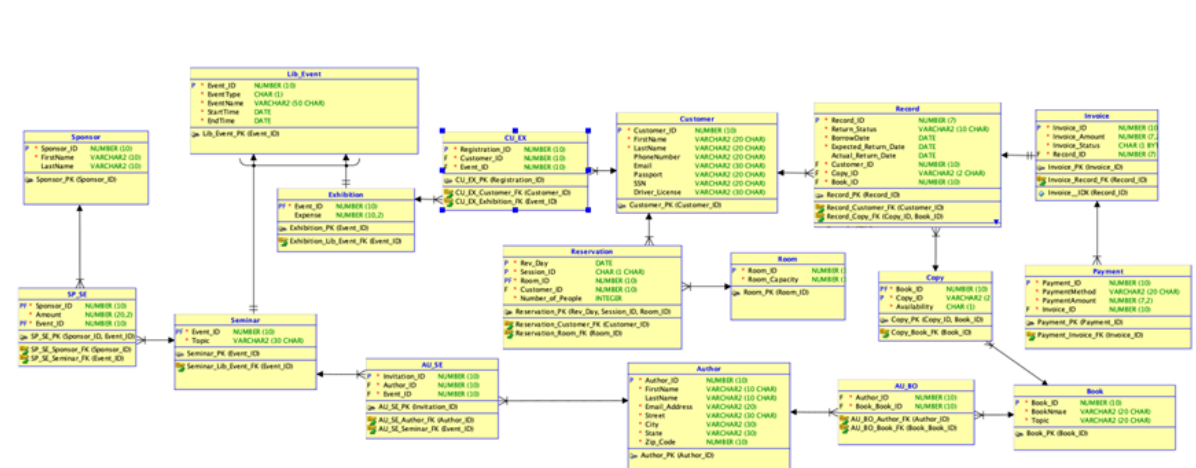 Lib_Event
P * Event_ID NUMBER (10)
* EventType CHAR (1)
* EventName VARCHAR2 (50 CHAR)
* StartTime DATE
* EndTime DATE
Lib_Event_PK (Event_ID)
Sponsor
P * Sponsor_ID NUMBER (10)
* FirstName VARCHAR2 (10)
LastName VARCHAR2 (10)
Sponsor_PK (Sponsor_ID)
CU_EX
P * Registration_ID NUMBER (10)
F * Customer_ID NUMBER (10)
F * Event_ID NUMBER (10)
CU_EX_PK (Registration_ID)
CU_EX_Customer_FK (Customer_ID)
CU_EX_Exhibition_FK (Event_ID)
Customer
P * Customer_ID NUMBER (10)
* FirstName VARCHAR2 (20 CHAR)
* LastName VARCHAR2 (20 CHAR)
PhoneNumber VARCHAR2 (20 CHAR)
Email VARCHAR2 (30 CHAR)
Passport VARCHAR2 (20 CHAR)
SSN VARCHAR2 (20 CHAR)
Driver_License VARCHAR2 (30 CHAR)
Customer_PK (Customer_ID)
Record
P * Record_ID NUMBER (7)
* Return_Status VARCHAR2 (10 CHAR)
* BorrowDate DATE
* Expected_Return_Date DATE
Actual_Return_Date DATE
F * Customer_ID NUMBER (10)
F * Copy_ID VARCHAR2 (2 CHAR)
F * Book_ID NUMBER (10)
Record_PK (Record_ID)
Record_Customer_FK (Customer_ID)
Record_Copy_FK (Copy_ID, Book_ID)
Invoice
P * Invoice_ID NUMBER (10
* Invoice_Amount NUMBER (7,
* Invoice_Status CHAR (1 BYT
F * Record_ID NUMBER (7)
Invoice_PK (Invoice_ID)
Invoice_Record_FK (Record_ID)
Invoice__IDX (Record_ID)
Exhibition
PF * Event_ID NUMBER (10)
Expense NUMBER (10,2)
Exhibition_PK (Event_ID)
Exhibition_Lib_Event_FK (Event_ID)
Reservation
P * Rev_Day DATE
P * Session_ID CHAR (1 CHAR)
PF * Room_ID NUMBER (10)
F * Customer_ID NUMBER (10)
* Number_of_People INTEGER
Reservation_PK (Rev_Day, Session_ID, Room_ID)
Reservation_Customer_FK (Customer_ID)
Reservation_Room_FK (Room_ID)
Room
P * Room_ID NUMBER (
* Room_Capacity NUMBER (
Room_PK (Room_ID)
Copy
PF * Book_ID NUMBER (10)
P * Copy_ID VARCHAR2 (2
* Availability CHAR (1)
Copy_PK (Copy_ID, Book_ID)
Copy_Book_FK (Book_ID)
Payment
P * Payment_ID NUMBER (10)
* PaymentMethod VARCHAR2 (20 CHAR)
* PaymentAmount NUMBER (7,2)
F * Invoice_ID NUMBER (10)
Payment_PK (Payment_ID)
Payment_Invoice_FK (Invoice_ID)
SP_SE
PF * Sponsor_ID NUMBER (10)
* Amount NUMBER (20,2)
PF * Event_ID NUMBER (10)
SP_SE_PK (Sponsor_ID, Event_ID)
SP_SE_Sponsor_FK (Sponsor_ID)
SP_SE_Seminar_FK (Event_ID)
Seminar
PF * Event_ID NUMBER (10)
* Topic VARCHAR2 (30 CHAR)
Seminar_PK (Event_ID)
Seminar_Lib_Event_FK (Event_ID)
AU_SE
P * Invitation_ID NUMBER (10)
F * Author_ID NUMBER (10)
F * Event_ID NUMBER (10)
AU_SE_PK (Invitation_ID)
AU_SE_Author_FK (Author_ID)
AU_SE_Seminar_FK (Event_ID)
Author
P * Author_ID NUMBER (10)
* FirstName VARCHAR2 (10 CHAR)
LastName VARCHAR2 (10 CHAR)
* Email_Address VARCHAR2 (20)
* Street VARCHAR2 (30 CHAR)
* City VARCHAR2 (30)
* State VARCHAR2 (30)
* Zip_Code NUMBER (10)
Author_PK (Author_ID)
AU_BO
F * Author_ID NUMBER (10)
F * Book_Book_ID NUMBER (10)
AU_BO_Author_FK (Author_ID)
AU_BO_Book_FK (Book_Book_ID)
Book
P * Book_ID NUMBER (10)
* BookNmae VARCHAR2 (20 CHAR)
* Topic VARCHAR2 (20 CHAR)
Book_PK (Book_ID)